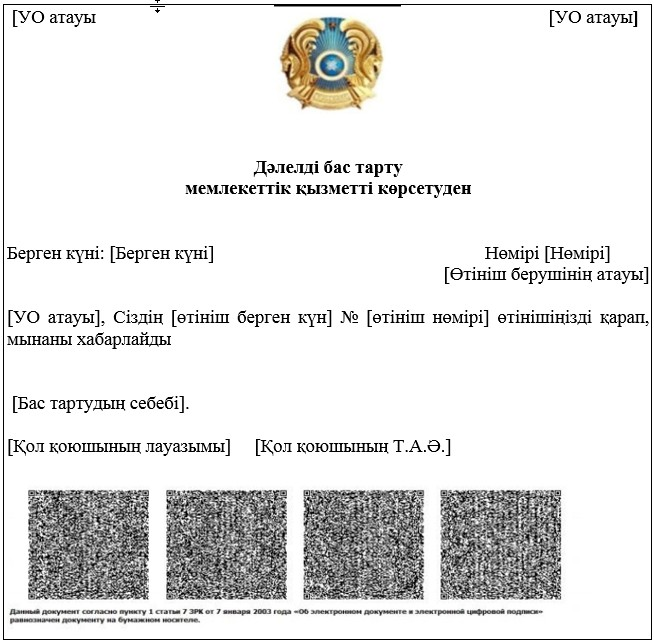 [УО атауы [УО атауы]
Дәлелді бас тарту
мемлекеттік қызметті көрсетуден
Берген күні: [Берген күні] Нөмірі [Нөмірі]
[Өтініш берушінің атауы]
[УО атауы], Сіздің [өтініш берген күн] № [өтініш нөмірі] өтінішіңізді қарап,
мынаны хабарлайды
[Бас тартудың себебі].
[Қол қоюшының лауазымы] [Қол қоюшының Т.А.Ә.]
Данный документ согласно пункту 1 статьи 7 ЗРК от 7 января 2003 года «Об электронном документе и электронной цифровой подписи»
равнозначен документу на бумажном носителе.